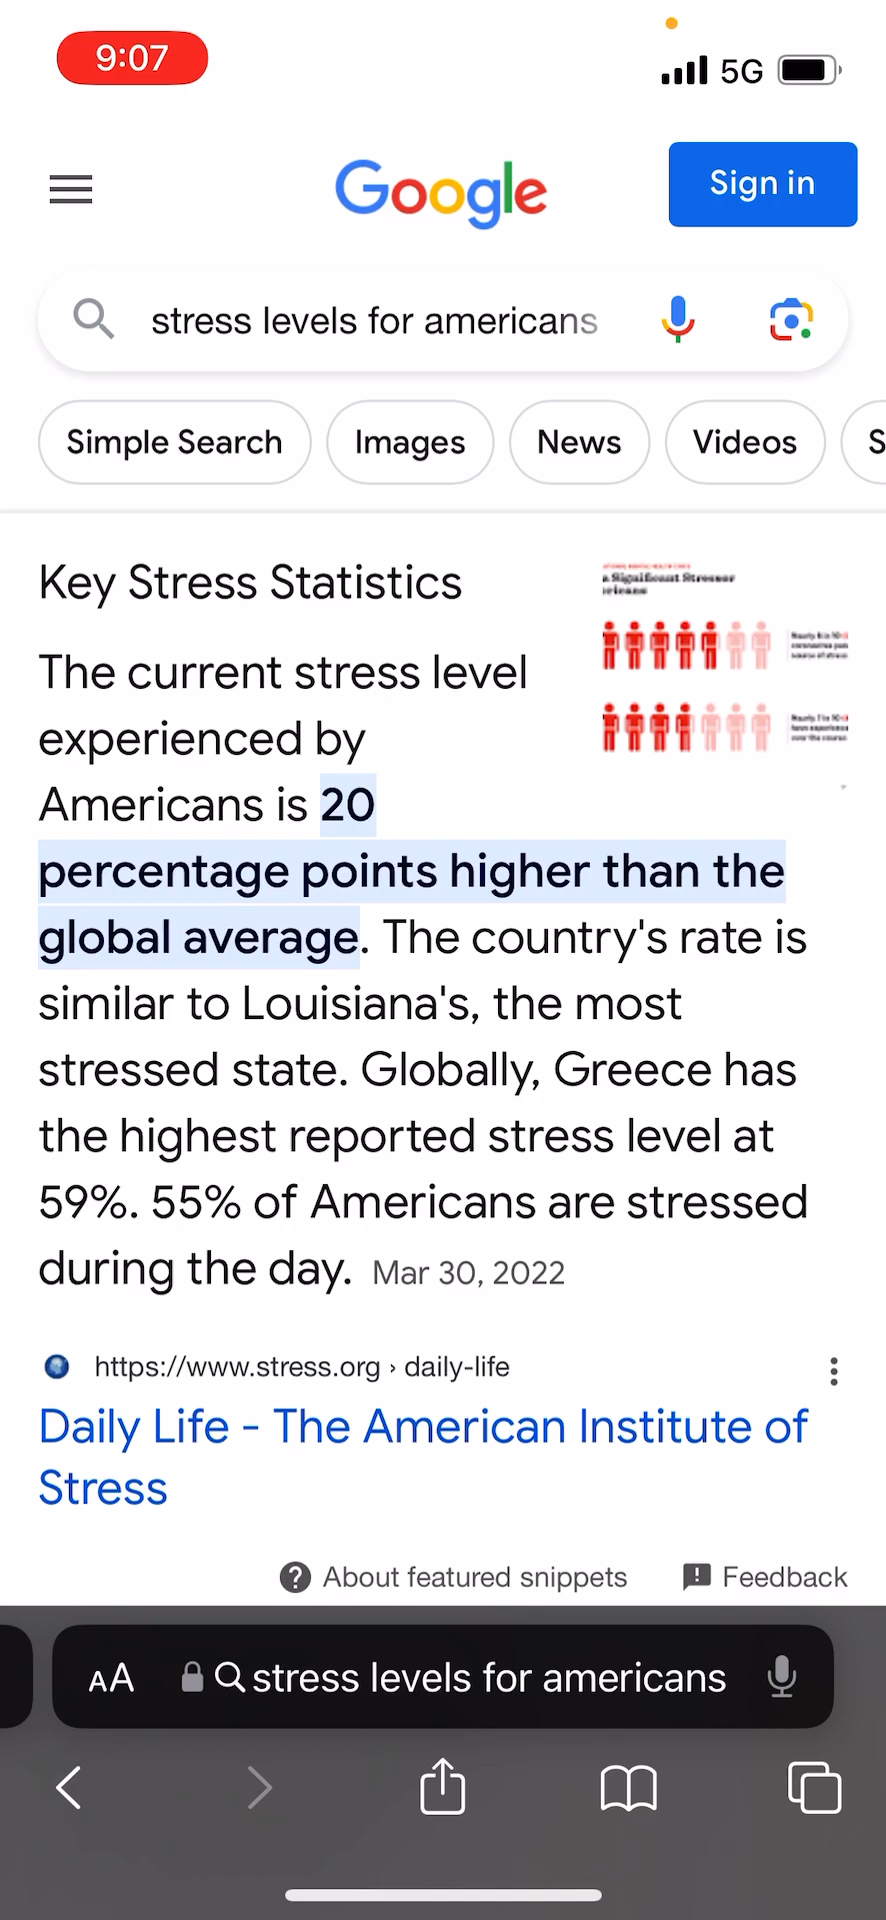 9:07
5G
Google
Sign in
stress levels for americans
Simple Search
Images
News
Videos
S
Key Stress Statistics
a Significant Stressor
The current stress level
experienced by
Americans is 20
percentage points higher than the
global average. The country's rate is
similar to Louisiana's, the most
stressed state. Globally, Greece has
the highest reported stress level at
59%. 55% of Americans are stressed
during the day. Mar 30, 2022
https://www.stress.org › daily-life
Daily Life - The American Institute of
Stress
About featured snippets
Feedback
AA
stress levels for americans